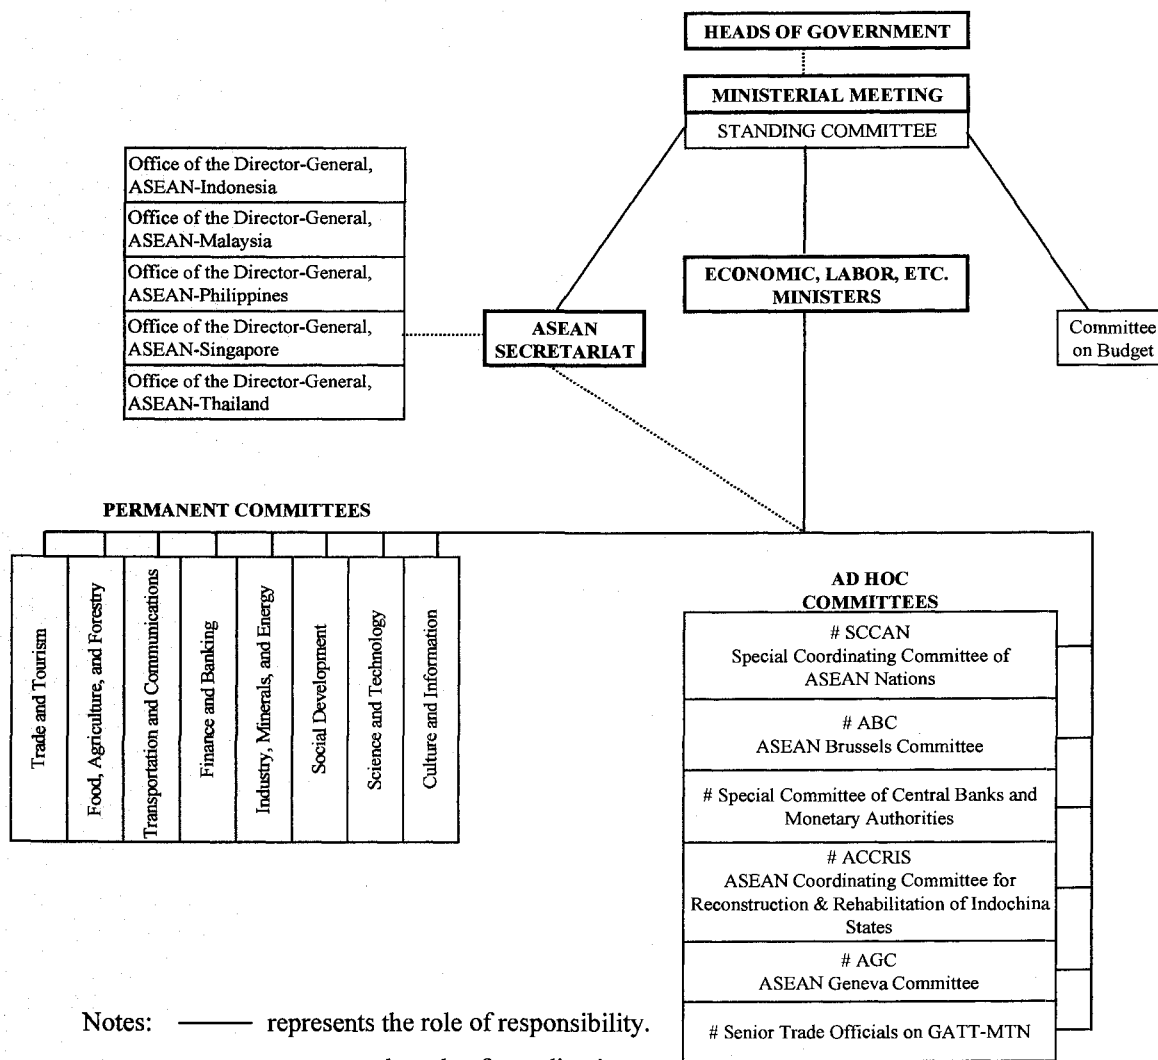 HEADS OF GOVERNMENT
MINISTERIAL MEETING
STANDING COMMITTEE
Office of the Director-General,
ASEAN-Indonesia
Office of the Director-General,
ASEAN-Malaysia
Office of the Director-General,
ASEAN-Philippines
Office of the Director-General,
ASEAN-Singapore
Office of the Director-General,
ASEAN-Thailand
ASEAN
SECRETARIAT
ECONOMIC, LABOR, ETC.
MINISTERS
Committee
on Budget
PERMANENT COMMITTEES
Trade and Tourism
Food, Agriculture, and Forestry
Transportation and Communications
Finance and Banking
Industry, Minerals, and Energy
Social Development
Science and Technology
Culture and Information
AD HOC
COMMITTEES
# SCCAN
Special Coordinating Committee of
ASEAN Nations
# ABC
ASEAN Brussels Committee
# Special Committee of Central Banks and
Monetary Authorities
# ACCRIS
ASEAN Coordinating Committee for
Reconstruction & Rehabilitation of Indochina
States
# AGC
ASEAN Geneva Committee
# Senior Trade Officials on GATT-MTN
Notes: —— represents the role of responsibility.